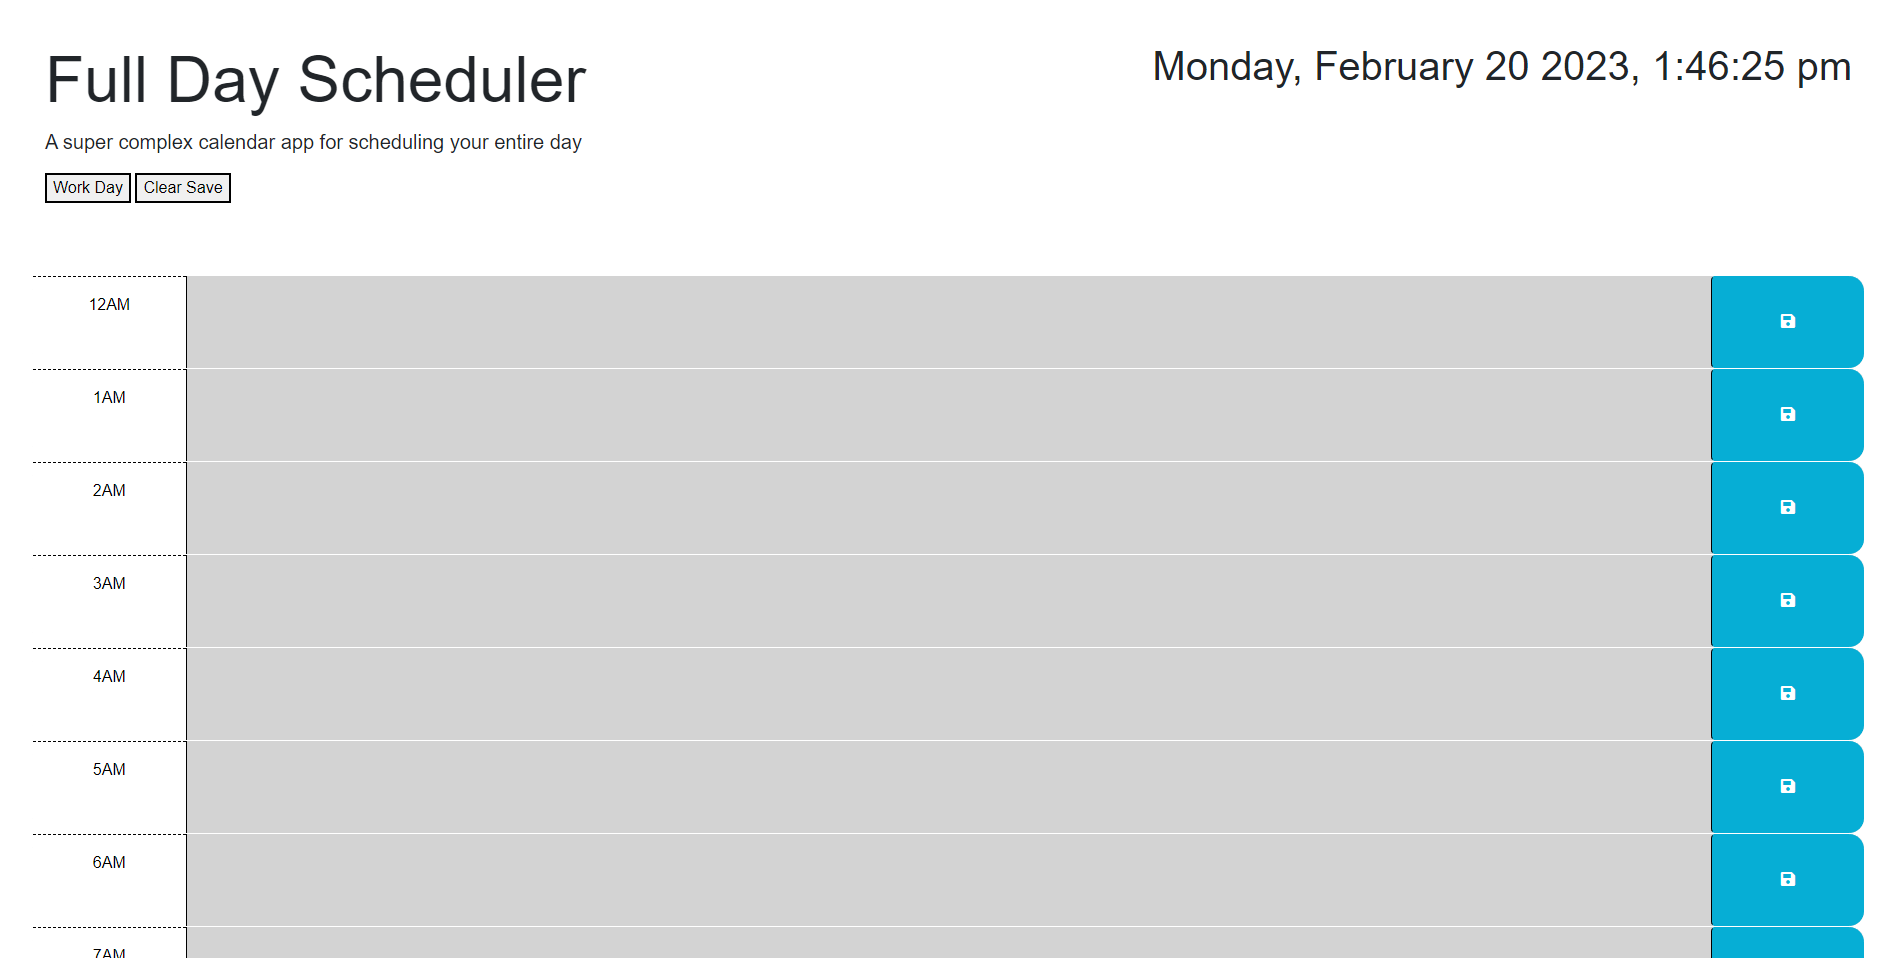 Full Day Scheduler
Monday, February 20 2023, 1:46:25 pm
A super complex calendar app for scheduling your entire day
Work Day Clear Save
12AM
1AM
2AM
3AM
4AM
5AM
6AM
7AM